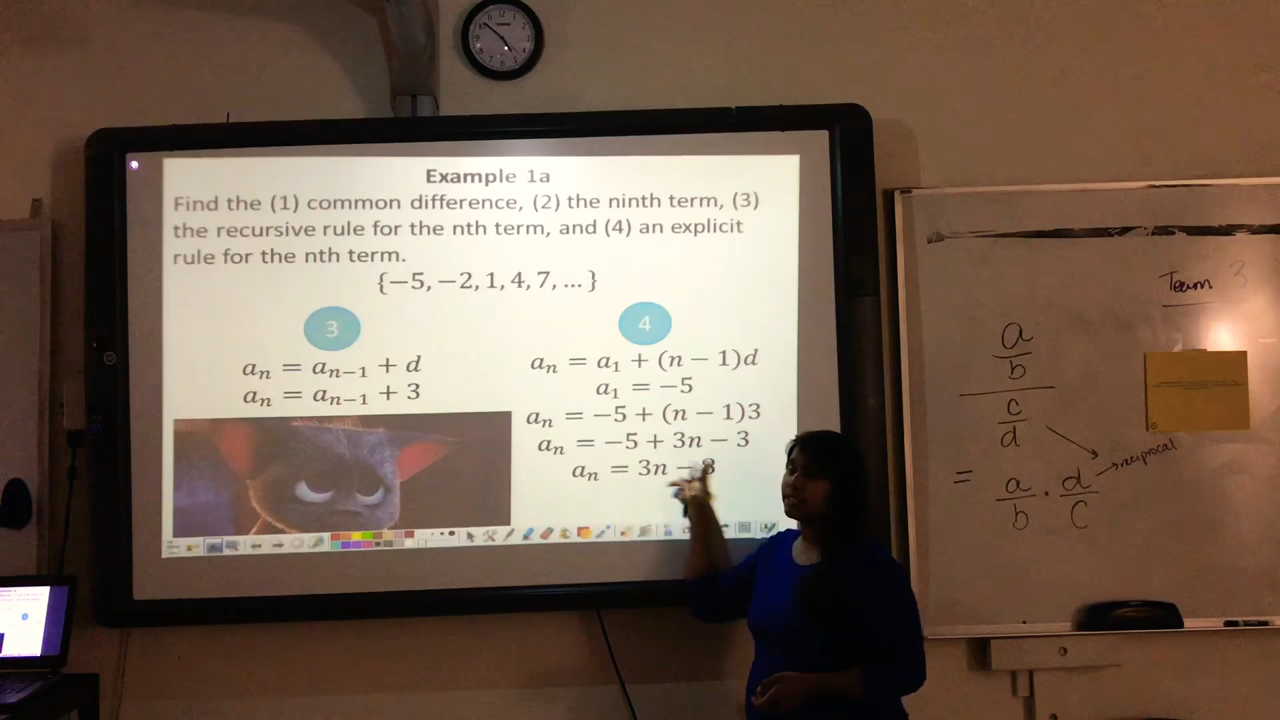 Example 1a
Find the (1) common difference, (2) the ninth term, (3)
the recursive rule for the nth term, and (4) an explicit
rule for the nth term.
{−5, −2, 1, 4, 7, … }
3
aₙ = aₙ₋₁ + d
aₙ = aₙ₋₁ + 3
4
aₙ = a₁ + (n − 1)d
a₁ = −5
aₙ = −5 + (n − 1)3
aₙ = −5 + 3n − 3
aₙ = 3n − 8
Team 3
a
b
c
d
reciprocal
= a/b · d/c